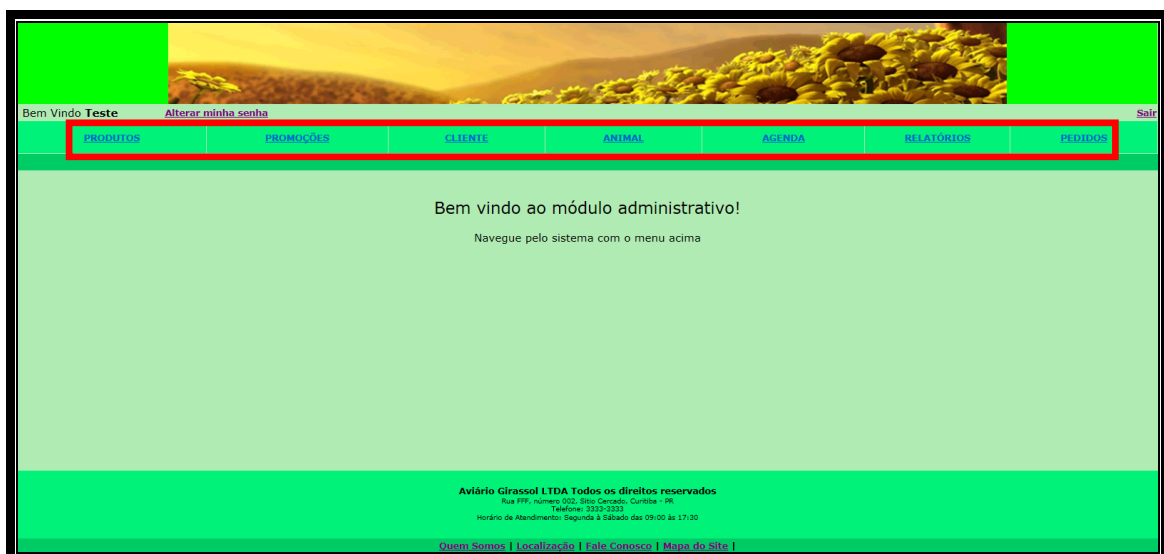 Bem Vindo Teste Alterar minha senha Sair
PRODUTOS PROMOÇÕES CLIENTE ANIMAL AGENDA RELATÓRIOS PEDIDOS
Bem vindo ao módulo administrativo!
Navegue pelo sistema com o menu acima
Aviário Girassol LTDA Todos os direitos reservados
Rua FFF, número 002, Sitio Cercado, Curitiba - PR
Telefone: 3333-3333
Horário de Atendimento: Segunda à Sábado das 09:00 às 17:30
Quem Somos | Localização | Fale Conosco | Mapa do Site |